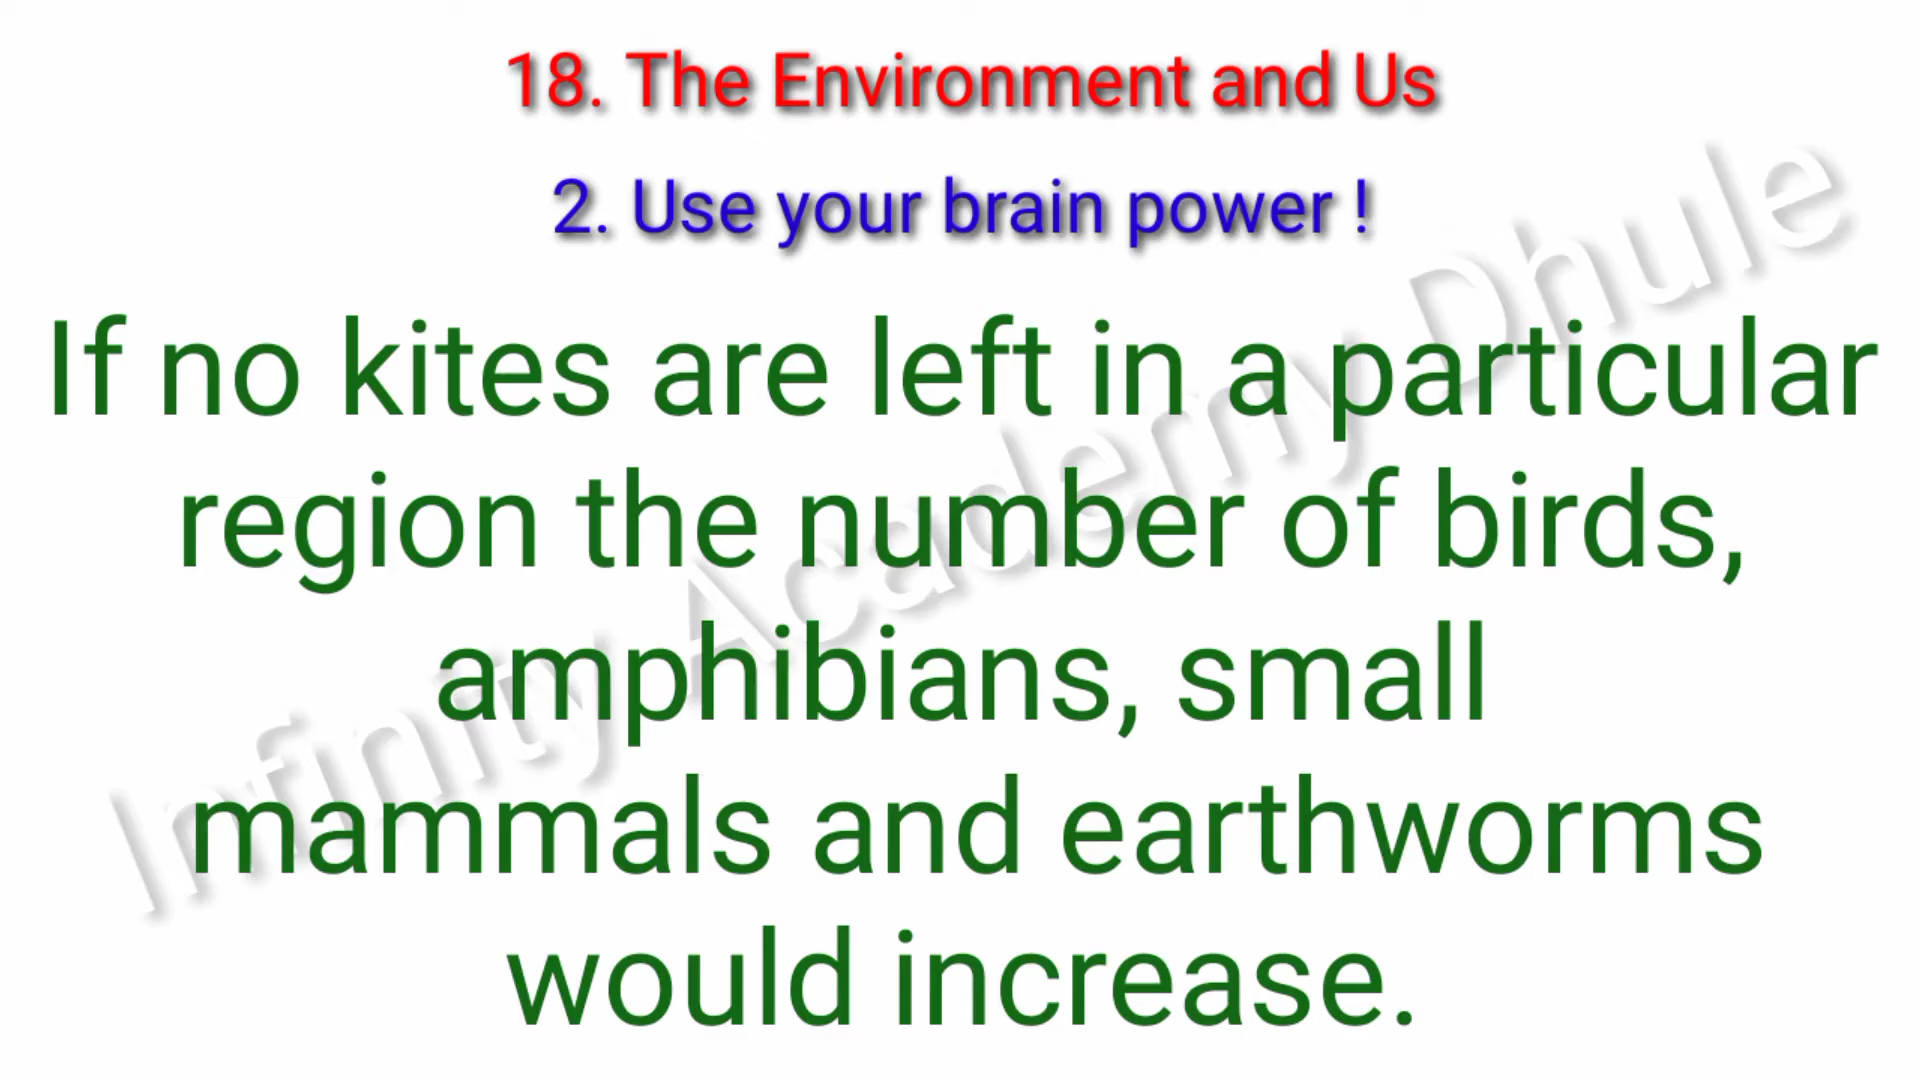 18. The Environment and Us
2. Use your brain power !
If no kites are left in a particular
region the number of birds,
amphibians, small
mammals and earthworms
would increase.
Infinity Academy Dhule